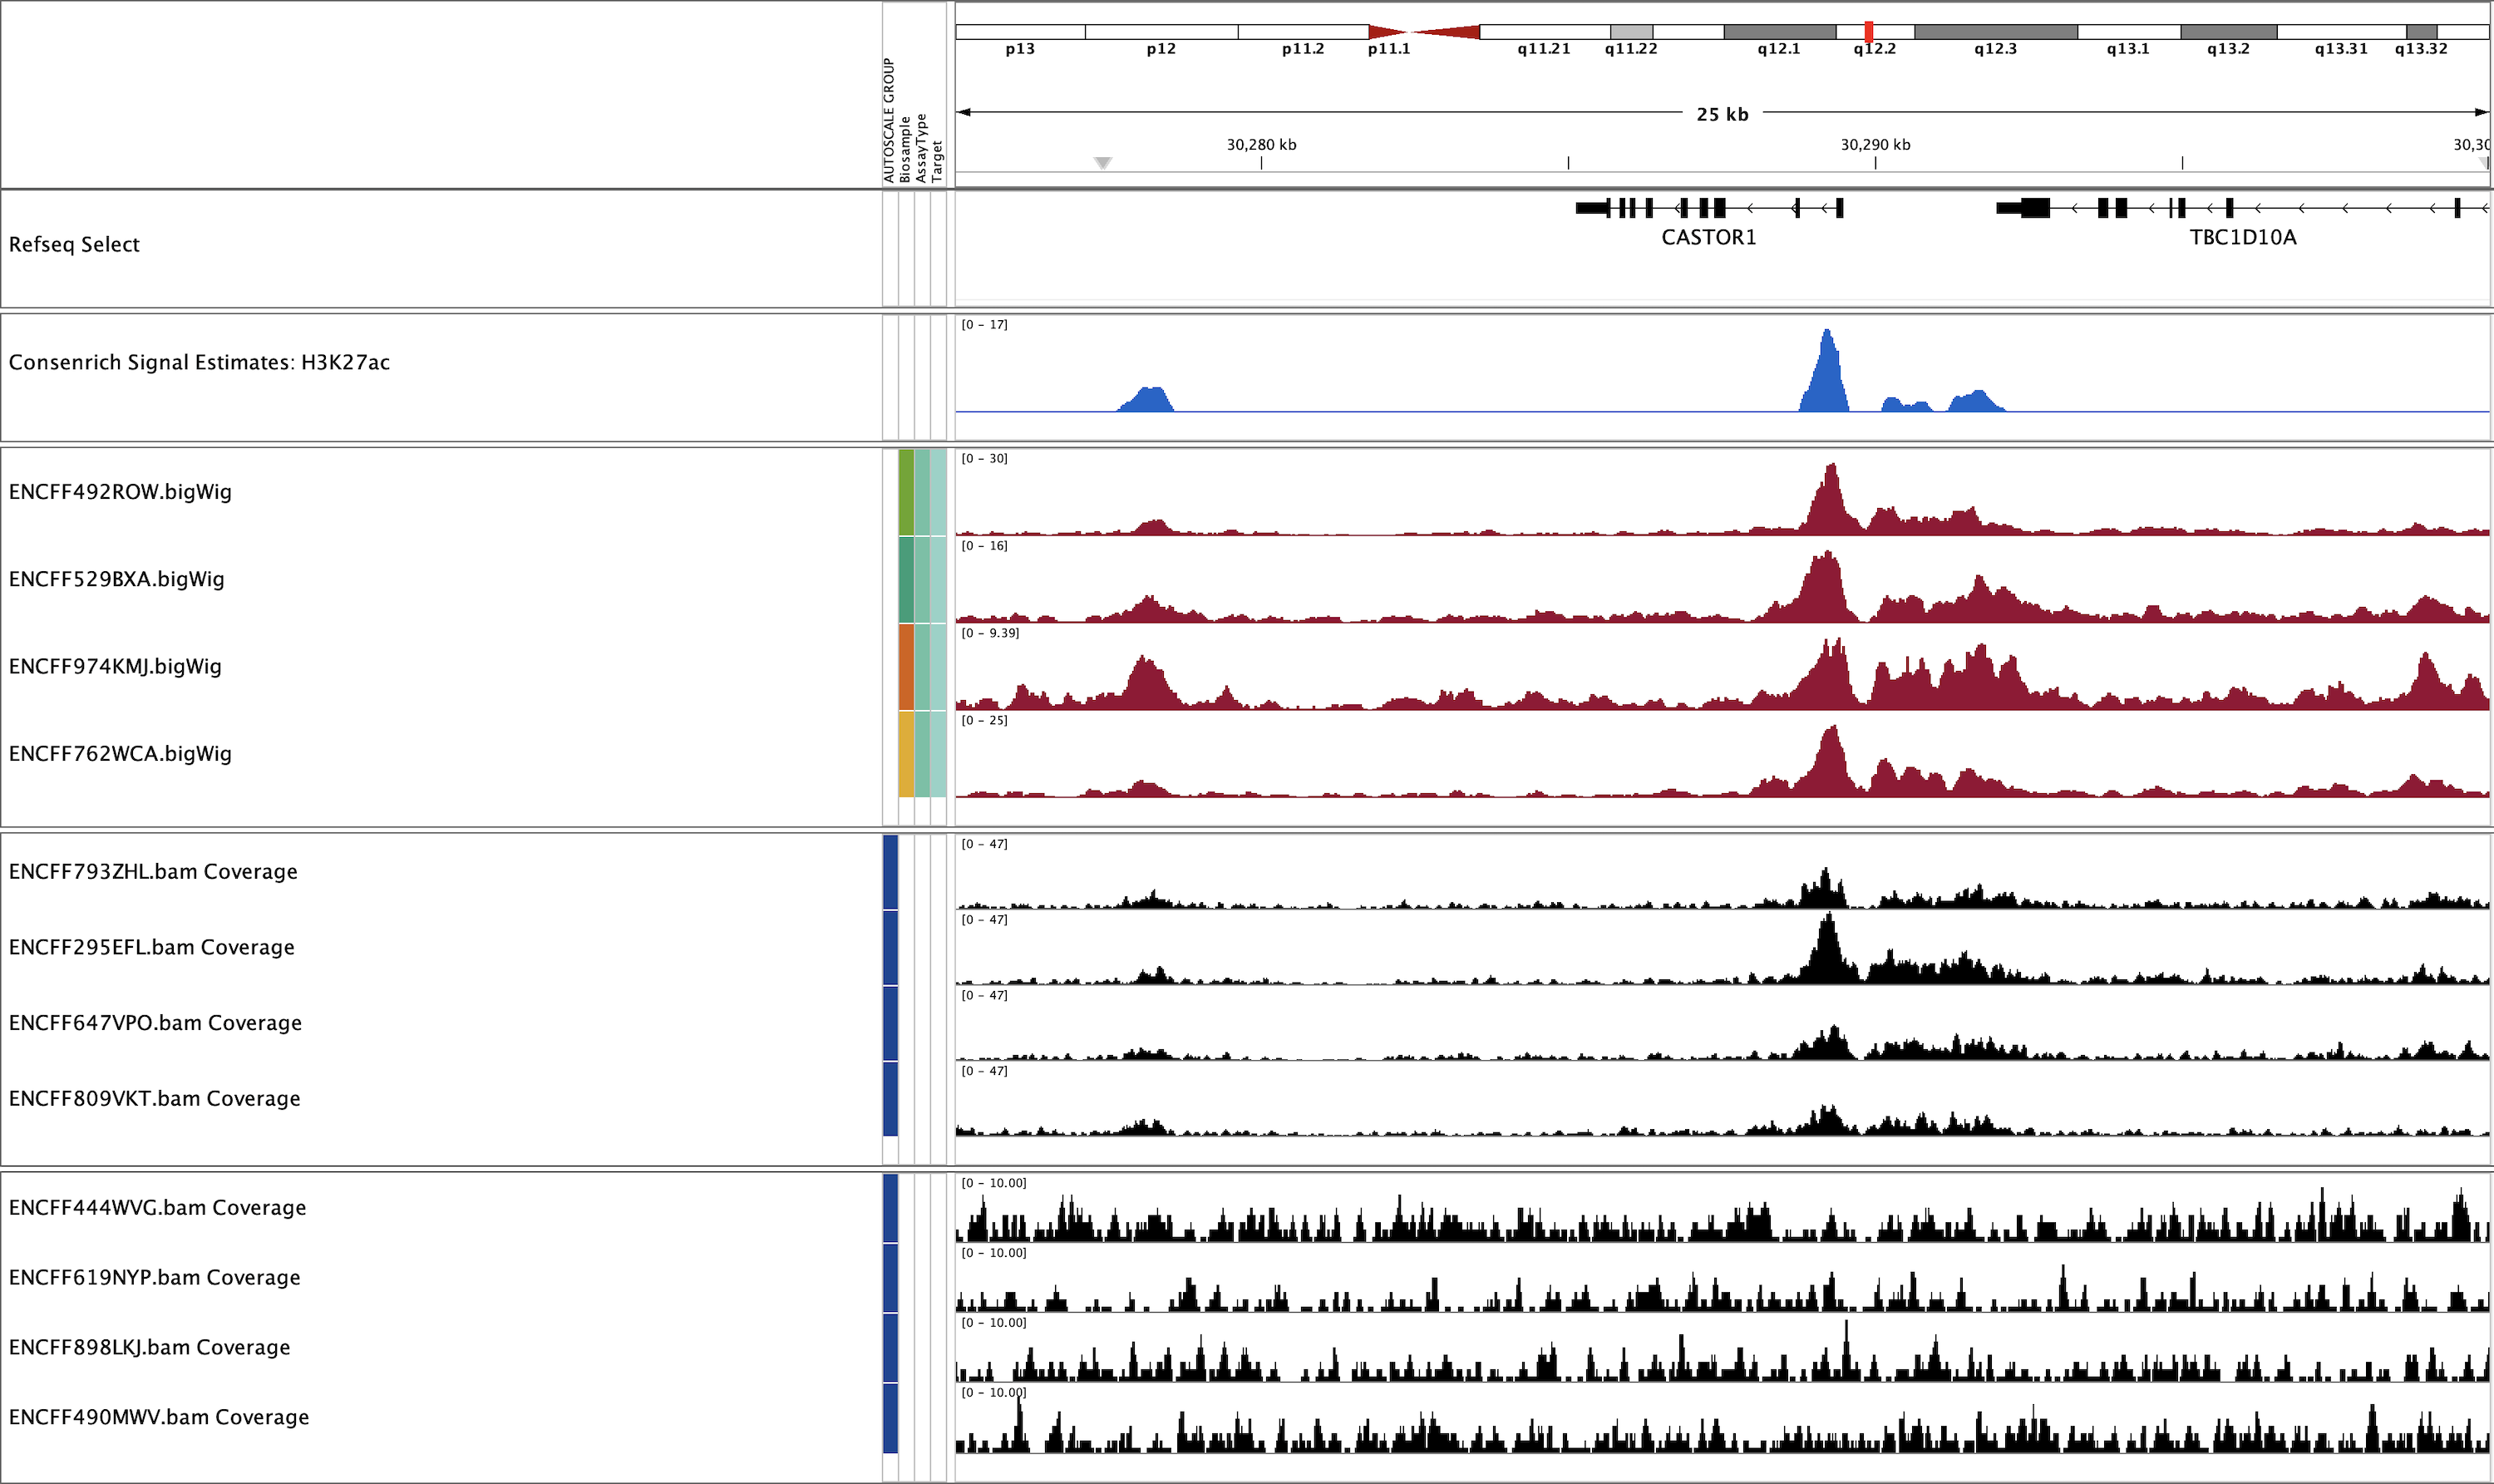 AUTOSCALE GROUP
Biosample
AssayType
Target
p13 p12 p11.2 p11.1 q11.21 q11.22 q12.1 q12.2 q12.3 q13.1 q13.2 q13.31 q13.32
25 kb
30,280 kb 30,290 kb 30,30
Refseq Select
CASTOR1 TBC1D10A
[0 - 17]
Consenrich Signal Estimates: H3K27ac
[0 - 30]
ENCFF492ROW.bigWig
[0 - 16]
ENCFF529BXA.bigWig
[0 - 9.39]
ENCFF974KMJ.bigWig
[0 - 25]
ENCFF762WCA.bigWig
[0 - 47]
ENCFF793ZHL.bam Coverage
[0 - 47]
ENCFF295EFL.bam Coverage
[0 - 47]
ENCFF647VPO.bam Coverage
[0 - 47]
ENCFF809VKT.bam Coverage
[0 - 10.00]
ENCFF444WVG.bam Coverage
[0 - 10.00]
ENCFF619NYP.bam Coverage
[0 - 10.00]
ENCFF898LKJ.bam Coverage
[0 - 10.00]
ENCFF490MWV.bam Coverage